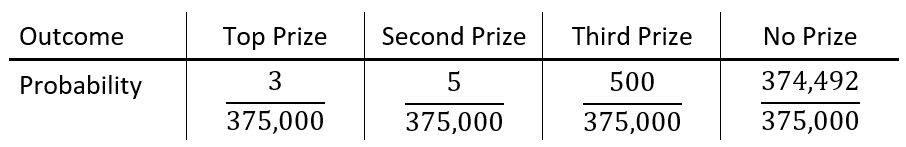 Outcome Top Prize Second Prize Third Prize No Prize
Probability 3/375,000 5/375,000 500/375,000 374,492/375,000